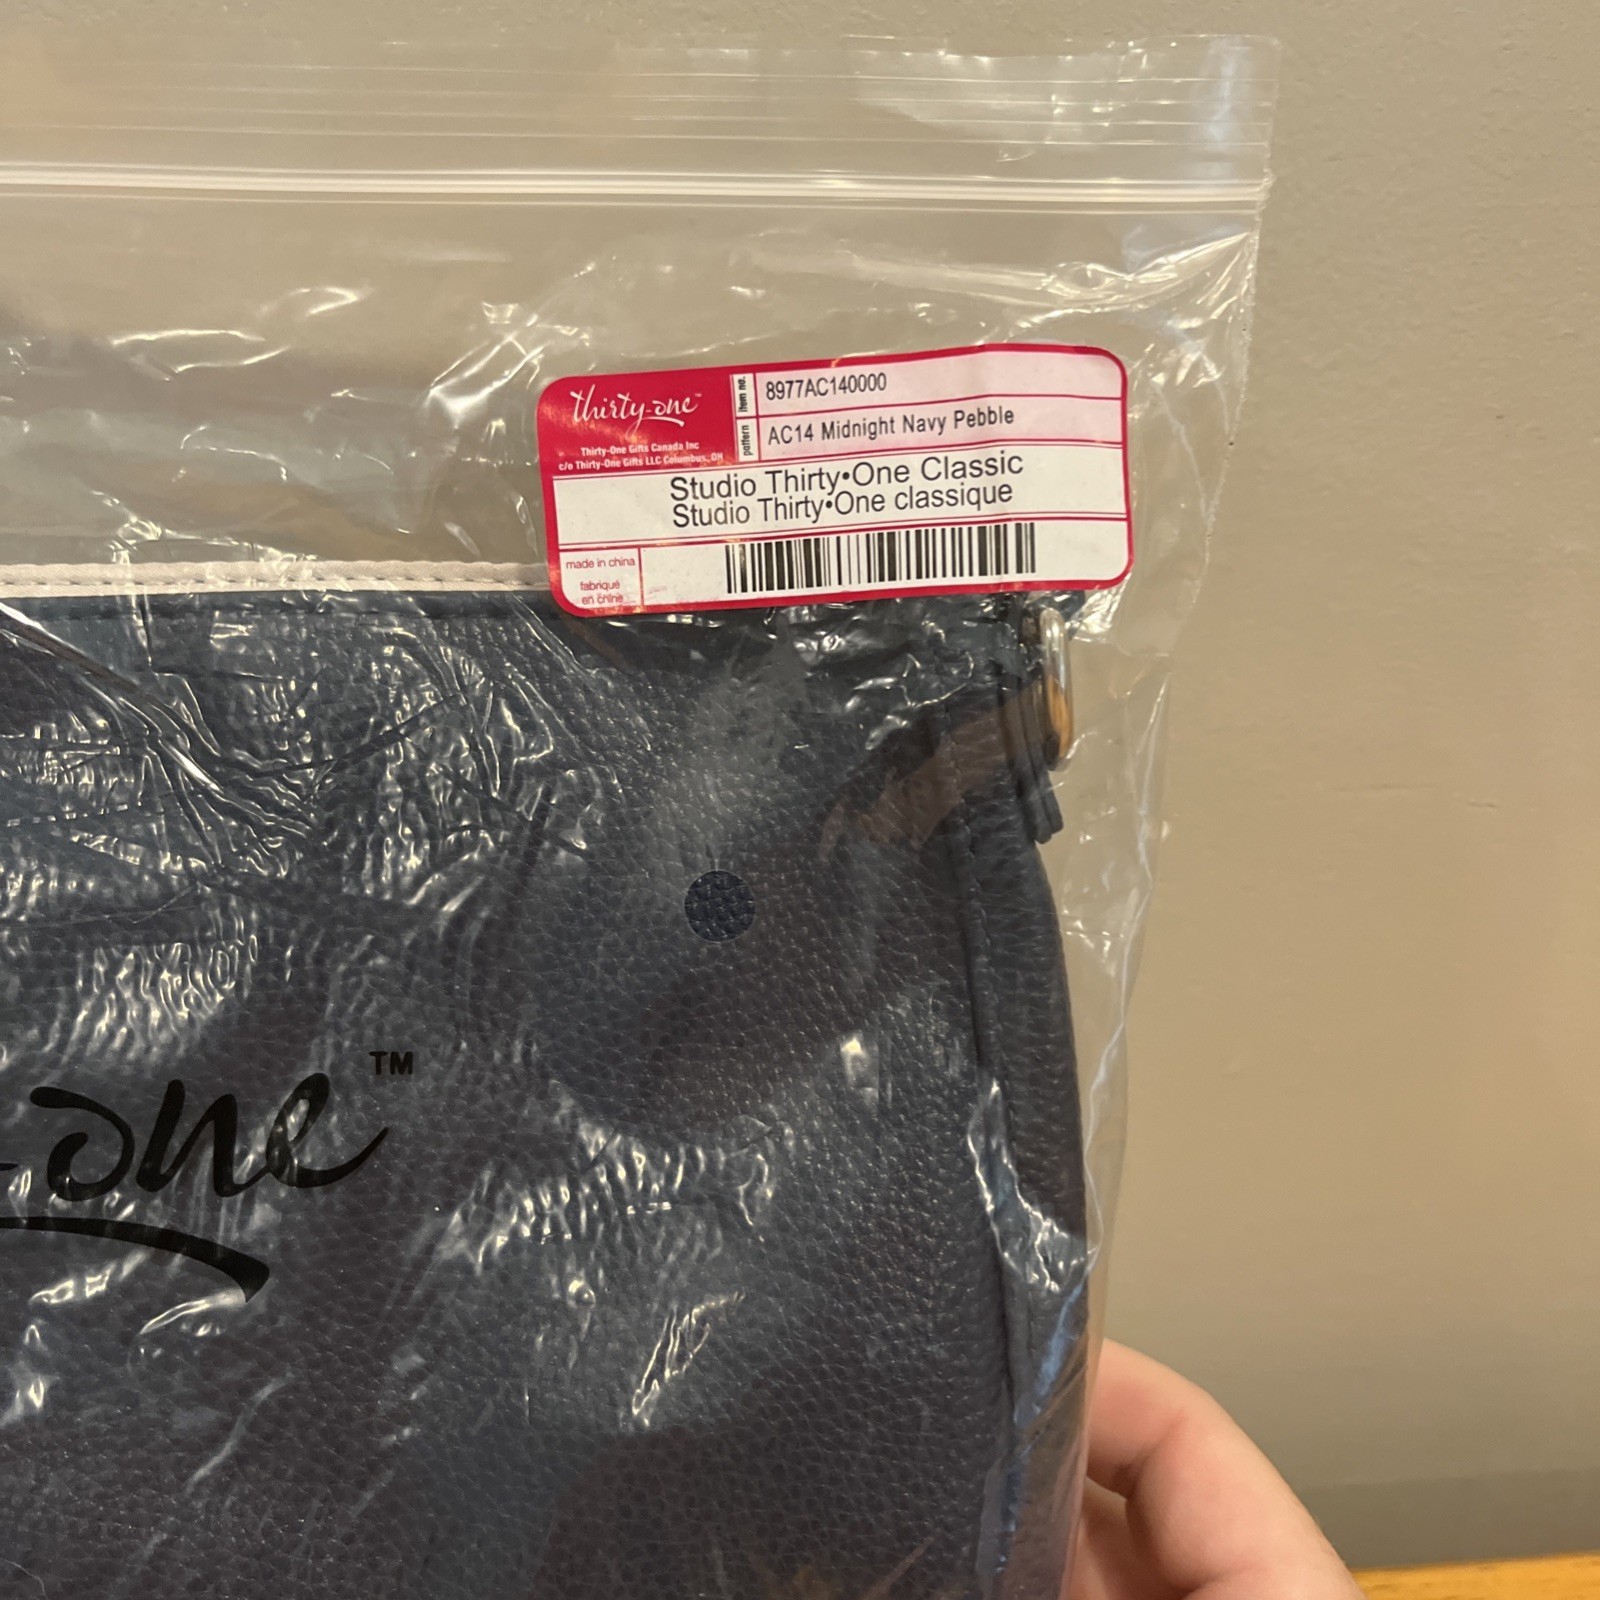 thirty-one™
Thirty-One Gifts Canada Inc
c/o Thirty-One Gifts LLC Columbus, OH
item no.
8977AC140000
pattern
AC14 Midnight Navy Pebble
Studio Thirty•One Classic
Studio Thirty•One classique
made in china
fabriqué
en chine
-one™